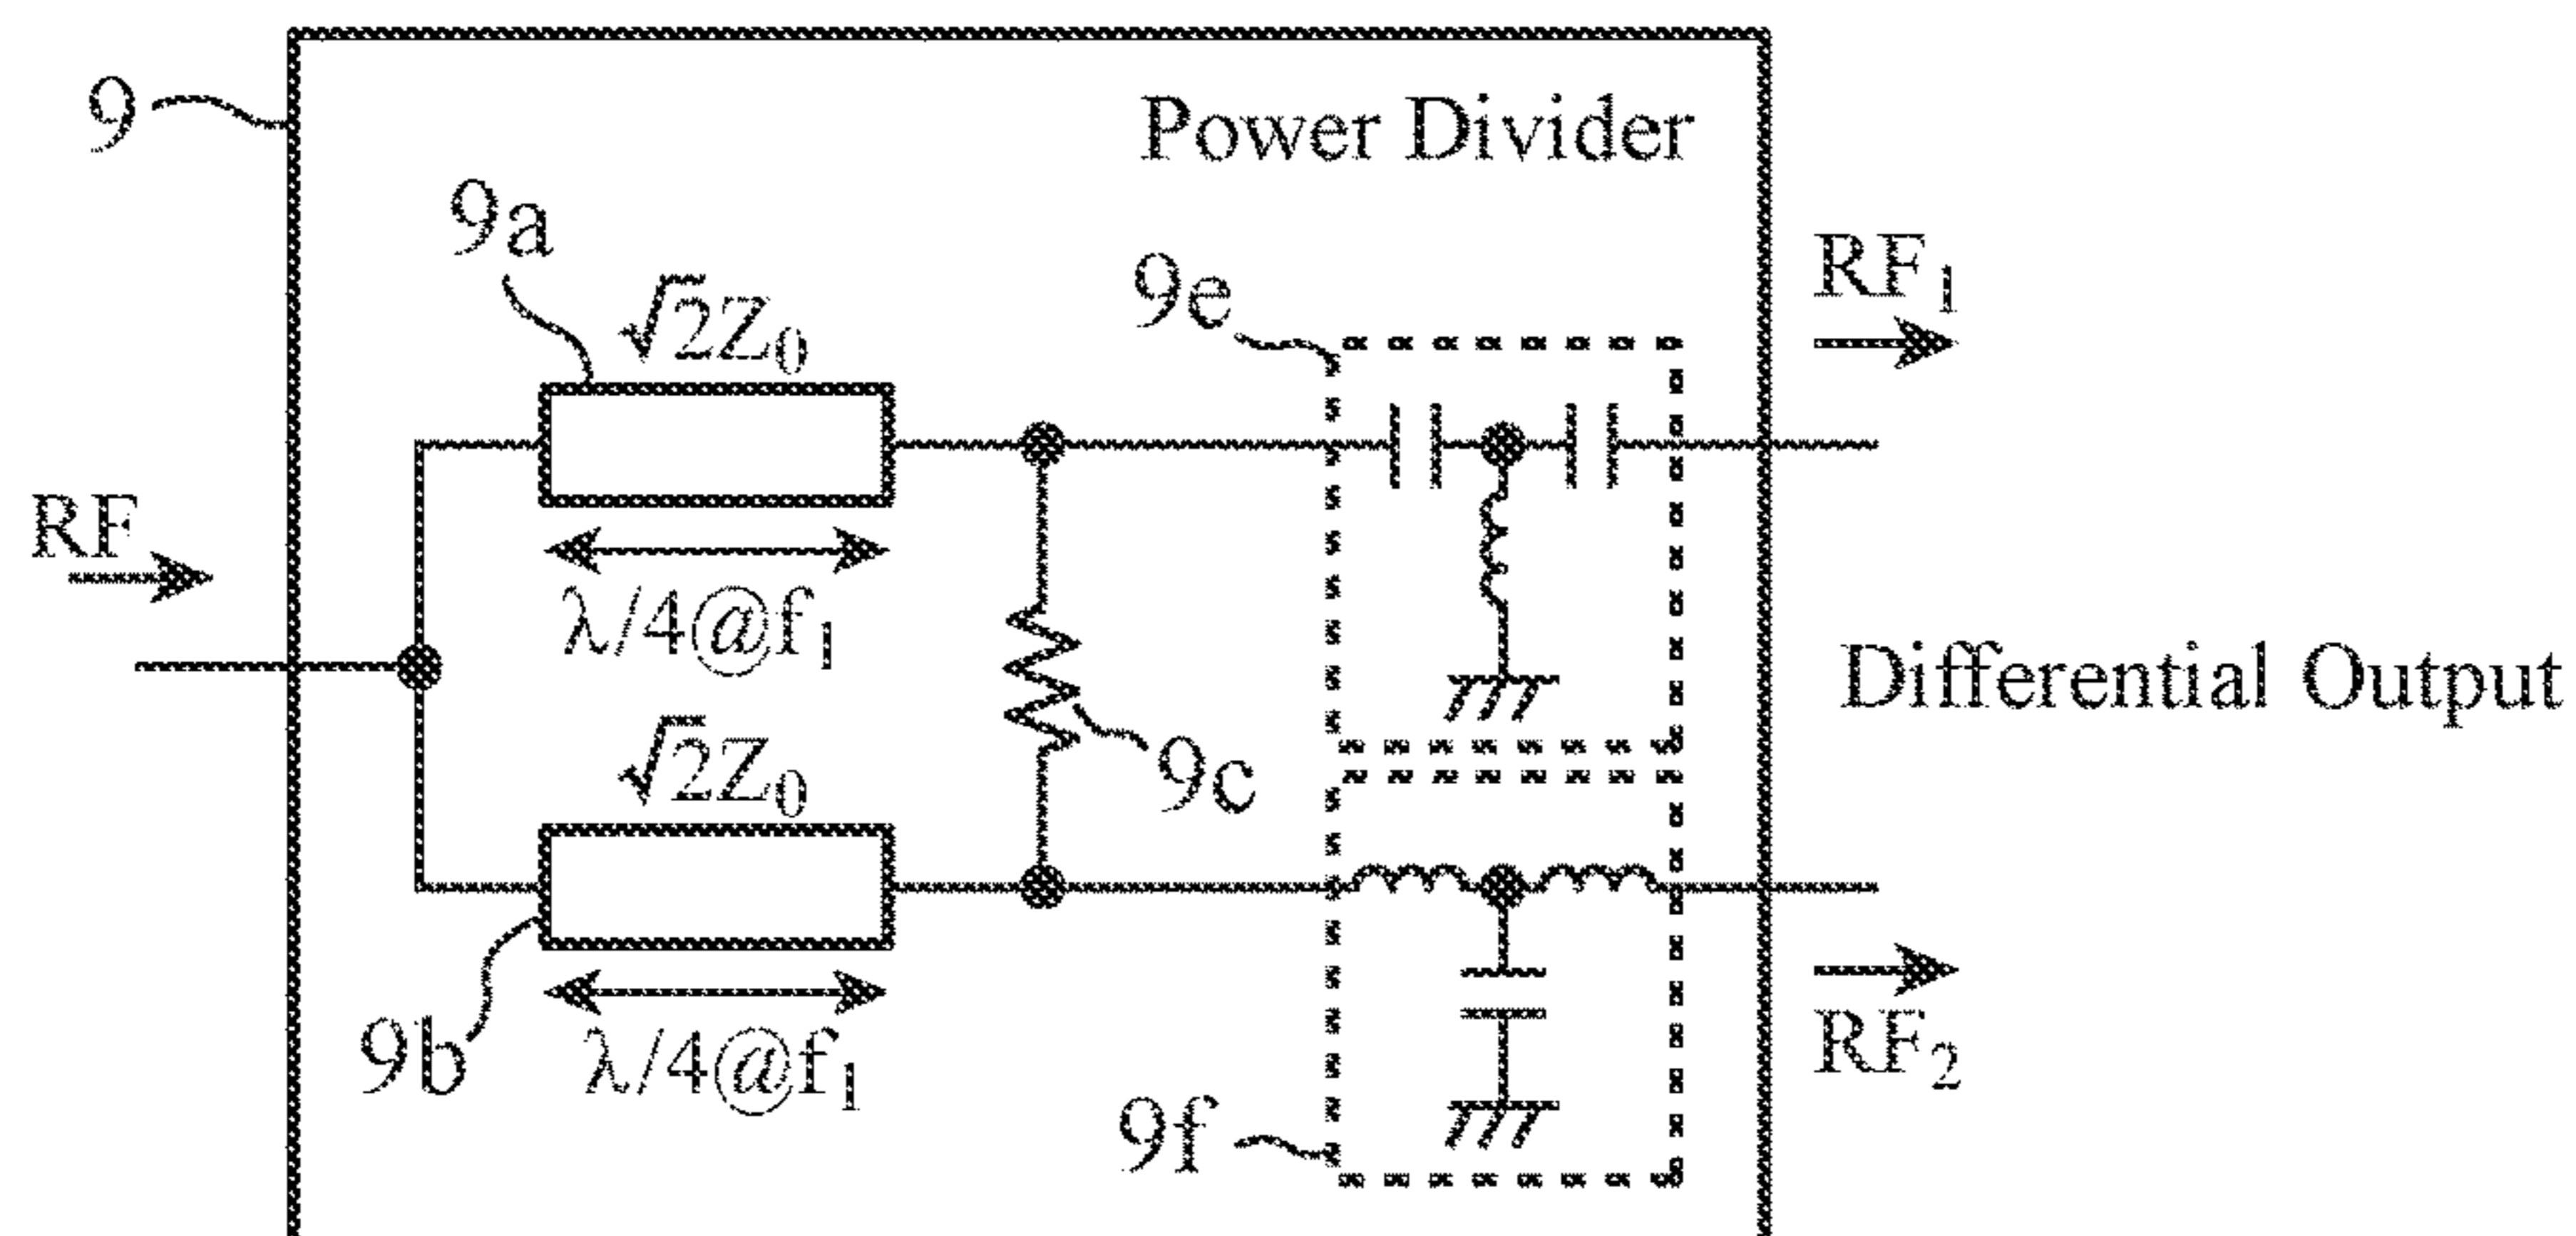 9
Power Divider
9a
√2Z₀
9e
RF₁
RF
λ/4@f₁
Differential Output
√2Z₀
9c
9b
λ/4@f₁
9f
RF₂